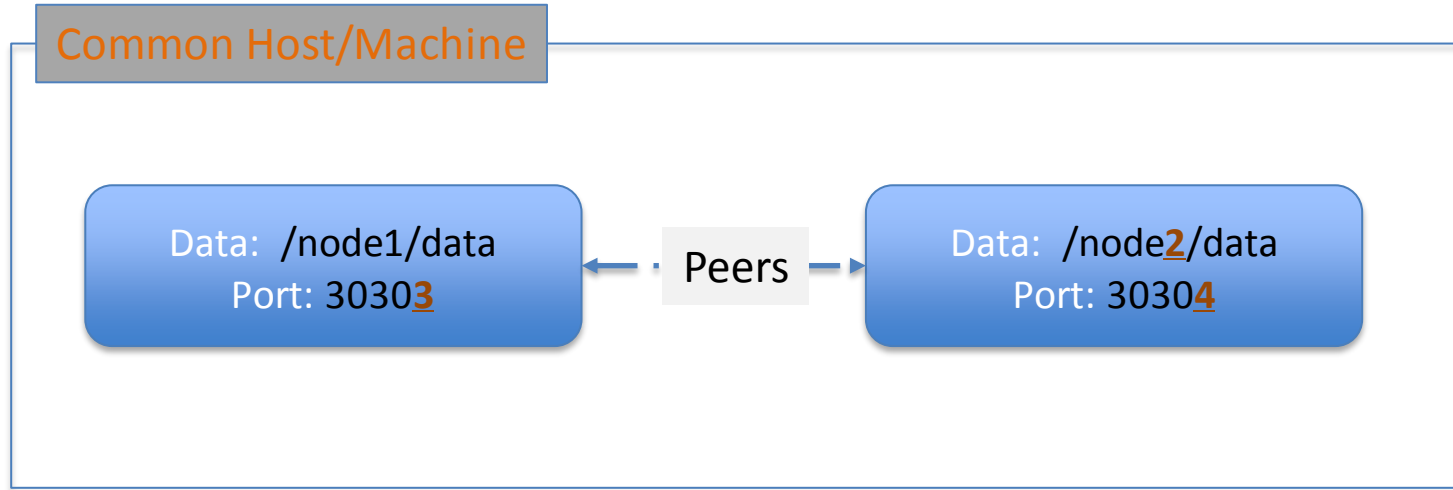 Common Host/Machine
Data: /node1/data
Port: 30303
Peers
Data: /node2/data
Port: 30304